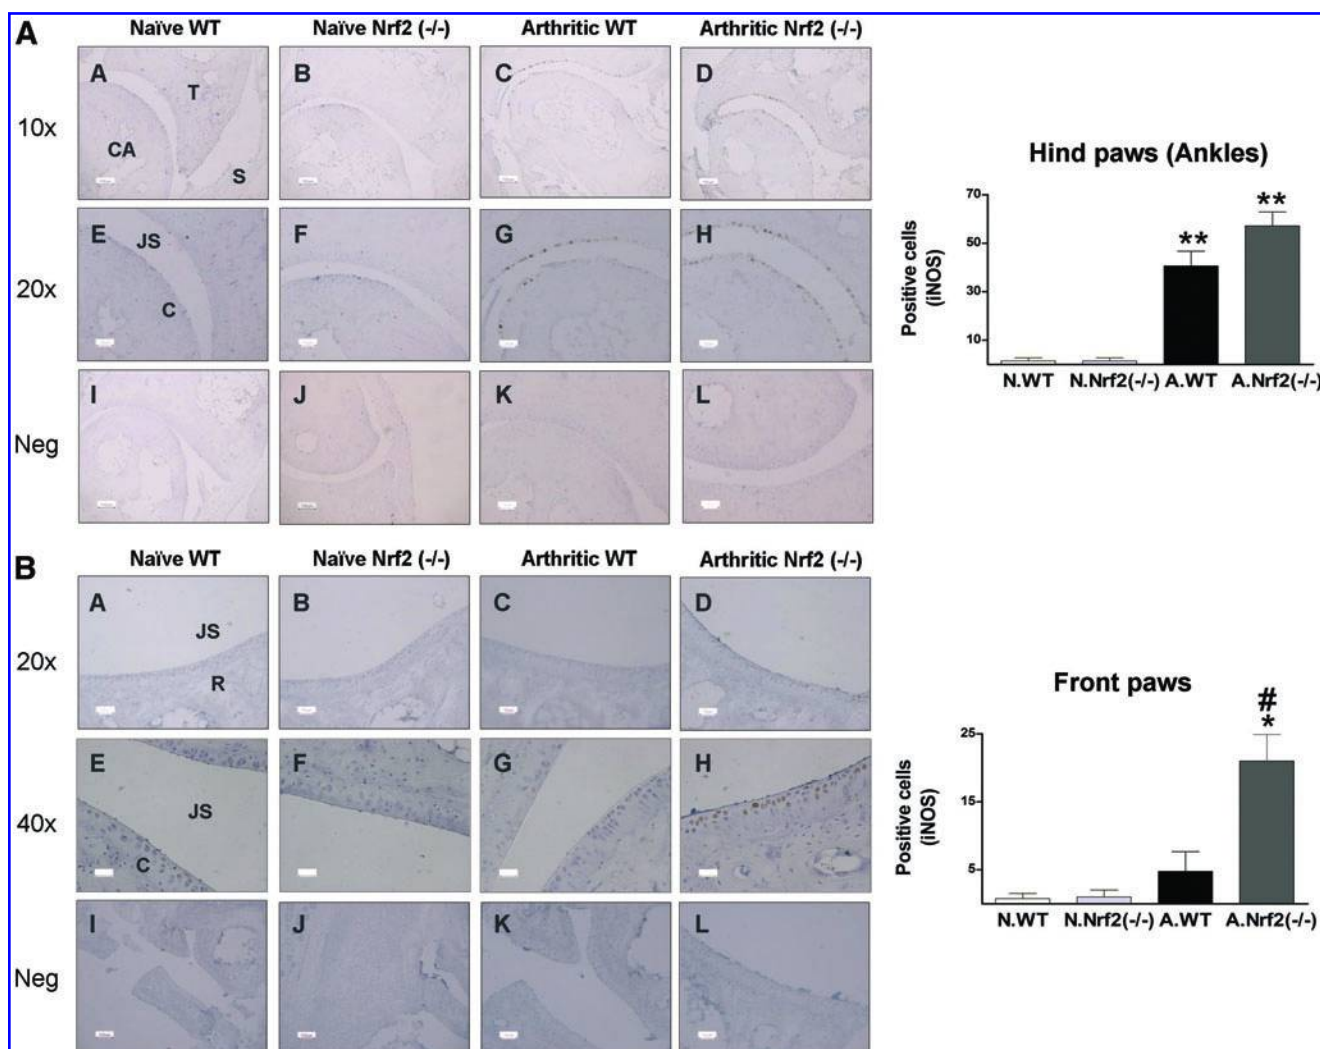 A
Naïve WT Naïve Nrf2 (-/-) Arthritic WT Arthritic Nrf2 (-/-)
10x
A T CA S
B
C
D
20x
E JS C
F
G
H
Neg
I
J
K
L
Hind paws (Ankles)
Positive cells
(iNOS)
70
50
30
10
** **
N.WT N.Nrf2(-/-) A.WT A.Nrf2(-/-)
B
Naïve WT Naïve Nrf2 (-/-) Arthritic WT Arthritic Nrf2 (-/-)
20x
A JS R
B
C
D
40x
E JS C
F
G
H
Neg
I
J
K
L
Front paws
Positive cells
(iNOS)
25
15
5
#
*
N.WT N.Nrf2(-/-) A.WT A.Nrf2(-/-)